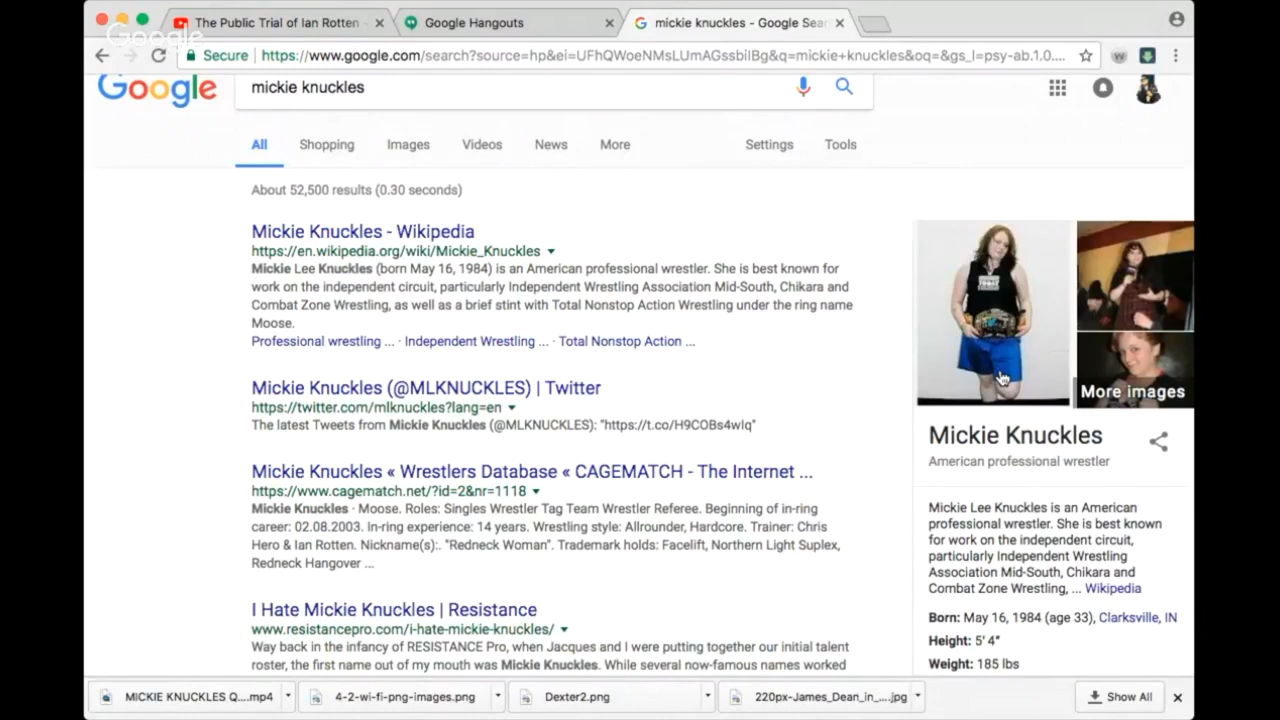 The Public Trial of Ian Rotten
Google Hangouts
mickie knuckles - Google Sear
Google
Secure
https://www.google.com/search?source=hp&ei=UFhQWoeNMsLUmAGssbiIBg&q=mickie+knuckles&oq=&gs_l=psy-ab.1.0....
Google
mickie knuckles
All Shopping Images Videos News More Settings Tools
About 52,500 results (0.30 seconds)
Mickie Knuckles - Wikipedia
https://en.wikipedia.org/wiki/Mickie_Knuckles
Mickie Lee Knuckles (born May 16, 1984) is an American professional wrestler. She is best known for
work on the independent circuit, particularly Independent Wrestling Association Mid-South, Chikara and
Combat Zone Wrestling, as well as a brief stint with Total Nonstop Action Wrestling under the ring name
Moose.
Professional wrestling ... · Independent Wrestling ... · Total Nonstop Action ...
Mickie Knuckles (@MLKNUCKLES) | Twitter
https://twitter.com/mlknuckles?lang=en
The latest Tweets from Mickie Knuckles (@MLKNUCKLES): "https://t.co/H9COBs4wIq"
Mickie Knuckles « Wrestlers Database « CAGEMATCH - The Internet ...
https://www.cagematch.net/?id=2&nr=1118
Mickie Knuckles · Moose. Roles: Singles Wrestler Tag Team Wrestler Referee. Beginning of in-ring
career: 02.08.2003. In-ring experience: 14 years. Wrestling style: Allrounder, Hardcore. Trainer: Chris
Hero & Ian Rotten. Nickname(s):. "Redneck Woman". Trademark holds: Facelift, Northern Light Suplex,
Redneck Hangover ...
I Hate Mickie Knuckles | Resistance
www.resistancepro.com/i-hate-mickie-knuckles/
Way back in the infancy of RESISTANCE Pro, when Jacques and I were putting together our initial talent
roster, the first name out of my mouth was Mickie Knuckles. While several now-famous names worked
More images
Mickie Knuckles
American professional wrestler
Mickie Lee Knuckles is an American
professional wrestler. She is best known
for work on the independent circuit,
particularly Independent Wrestling
Association Mid-South, Chikara and
Combat Zone Wrestling, ... Wikipedia
Born: May 16, 1984 (age 33), Clarksville, IN
Height: 5′ 4″
Weight: 185 lbs
MICKIE KNUCKLES Q....mp4
4-2-wi-fi-png-images.png
Dexter2.png
220px-James_Dean_in_....jpg
Show All